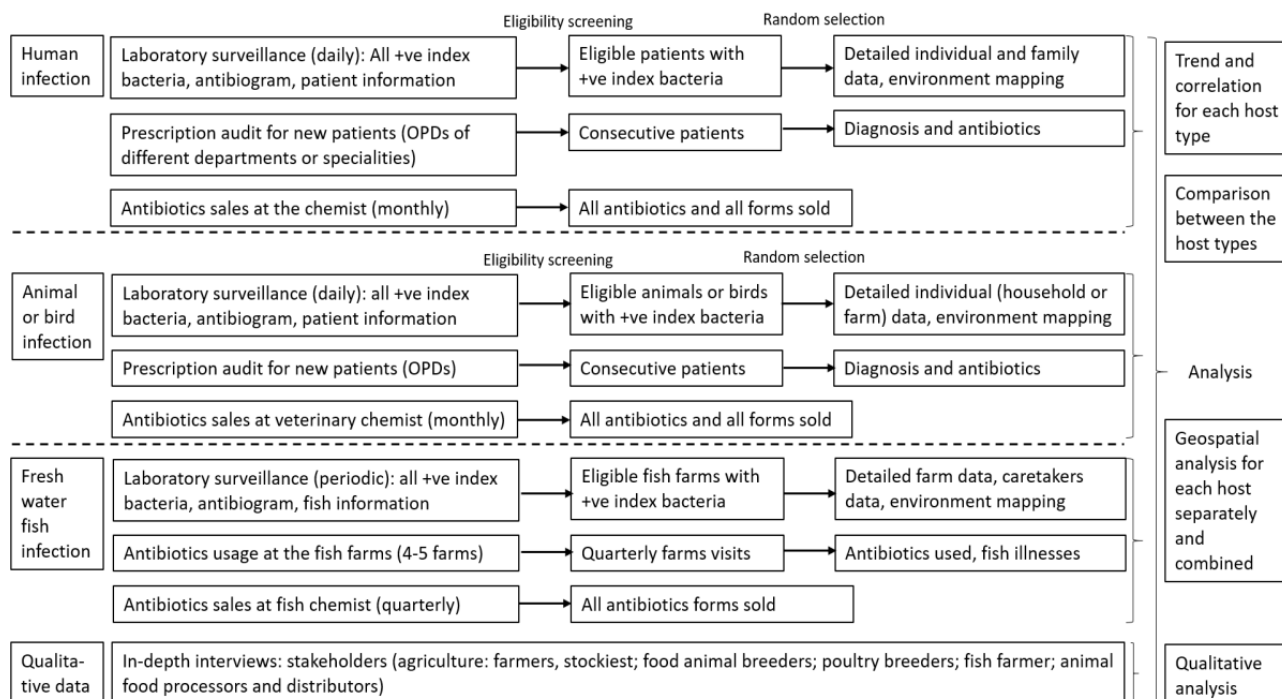 Eligibility screening
Random selection
Human
infection
Laboratory surveillance (daily): All +ve index
bacteria, antibiogram, patient information
Eligible patients with
+ve index bacteria
Detailed individual and family
data, environment mapping
Prescription audit for new patients (OPDs of
different departments or specialities)
Consecutive patients
Diagnosis and antibiotics
Antibiotics sales at the chemist (monthly)
All antibiotics and all forms sold
Trend and
correlation
for each host
type
Comparison
between the
host types
Eligibility screening
Random selection
Animal
or bird
infection
Laboratory surveillance (daily): all +ve index
bacteria, antibiogram, patient information
Eligible animals or birds
with +ve index bacteria
Detailed individual (household or
farm) data, environment mapping
Prescription audit for new patients (OPDs)
Consecutive patients
Diagnosis and antibiotics
Antibiotics sales at veterinary chemist (monthly)
All antibiotics and all forms sold
Analysis
Fresh
water
fish
infection
Laboratory surveillance (periodic): all +ve index
bacteria, antibiogram, fish information
Eligible fish farms with
+ve index bacteria
Detailed farm data, caretakers
data, environment mapping
Antibiotics usage at the fish farms (4-5 farms)
Quarterly farms visits
Antibiotics used, fish illnesses
Antibiotics sales at fish chemist (quarterly)
All antibiotics forms sold
Geospatial
analysis for
each host
separately
and
combined
Qualita-
tive data
In-depth interviews: stakeholders (agriculture: farmers, stockiest; food animal breeders; poultry breeders; fish farmer; animal
food processors and distributors)
Qualitative
analysis